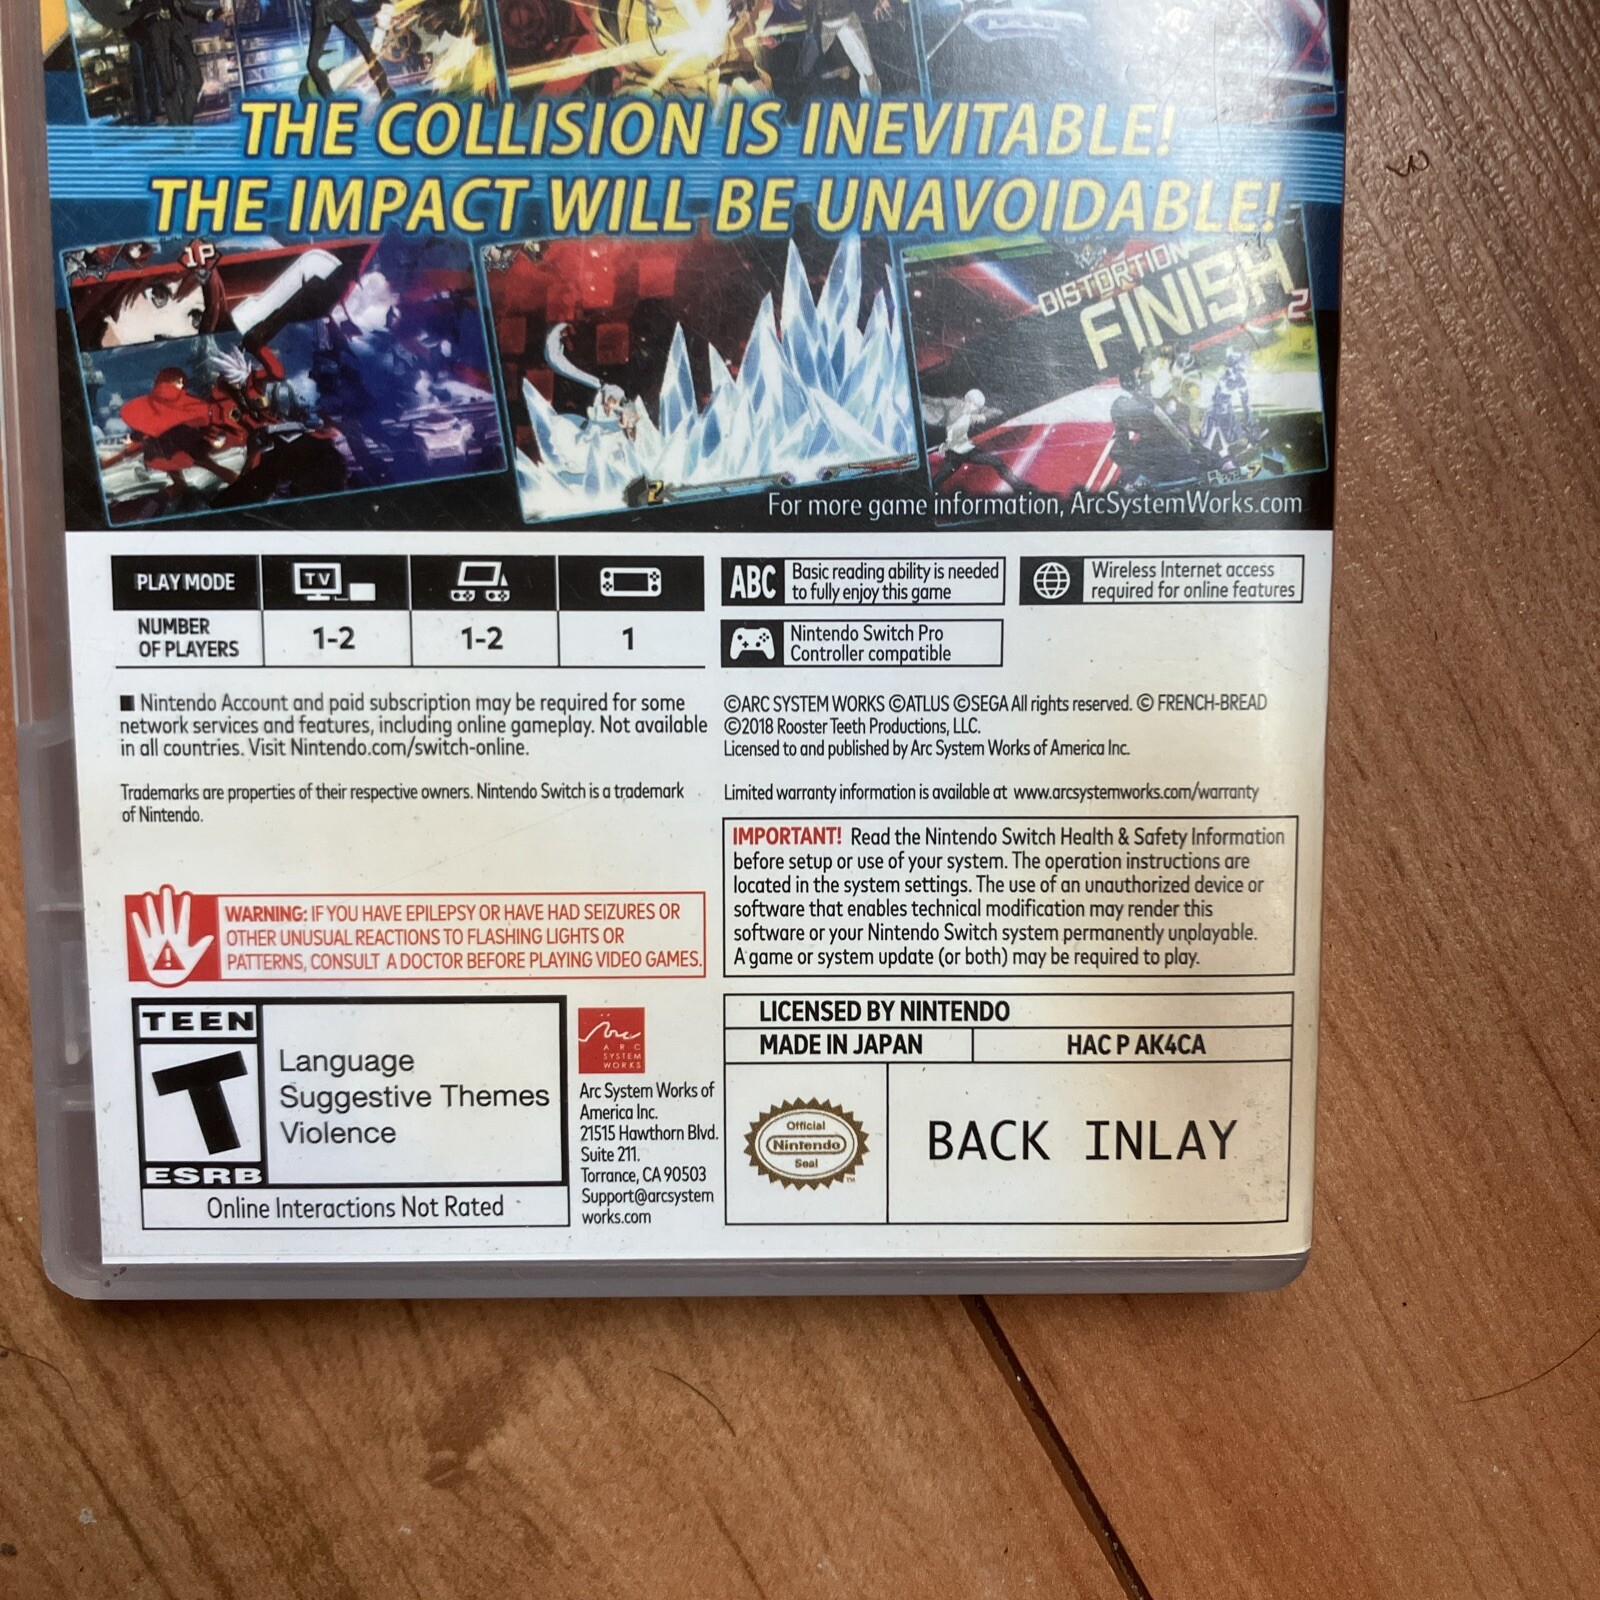 THE COLLISION IS INEVITABLE!
THE IMPACT WILL BE UNAVOIDABLE!
1P
DISTORTION
FINISH
2
2
For more game information, ArcSystemWorks.com
PLAY MODE
TV
NUMBER
OF PLAYERS
1-2
1-2
1
ABC
Basic reading ability is needed
to fully enjoy this game
Wireless Internet access
required for online features
Nintendo Switch Pro
Controller compatible
■ Nintendo Account and paid subscription may be required for some
network services and features, including online gameplay. Not available
in all countries. Visit Nintendo.com/switch-online.
Trademarks are properties of their respective owners. Nintendo Switch is a trademark
of Nintendo.
©ARC SYSTEM WORKS ©ATLUS ©SEGA All rights reserved. © FRENCH-BREAD
©2018 Rooster Teeth Productions, LLC.
Licensed to and published by Arc System Works of America Inc.
Limited warranty information is available at www.arcsystemworks.com/warranty
IMPORTANT! Read the Nintendo Switch Health & Safety Information
before setup or use of your system. The operation instructions are
located in the system settings. The use of an unauthorized device or
software that enables technical modification may render this
software or your Nintendo Switch system permanently unplayable.
A game or system update (or both) may be required to play.
WARNING: IF YOU HAVE EPILEPSY OR HAVE HAD SEIZURES OR
OTHER UNUSUAL REACTIONS TO FLASHING LIGHTS OR
PATTERNS, CONSULT A DOCTOR BEFORE PLAYING VIDEO GAMES.
TEEN
T
ESRB
Language
Suggestive Themes
Violence
Online Interactions Not Rated
Arc
ARC
SYSTEM
WORKS
Arc System Works of
America Inc.
21515 Hawthorn Blvd.
Suite 211.
Torrance, CA 90503
Support@arcsystem
works.com
LICENSED BY NINTENDO
MADE IN JAPAN
HAC P AK4CA
Official
Nintendo
Seal
TM
BACK INLAY